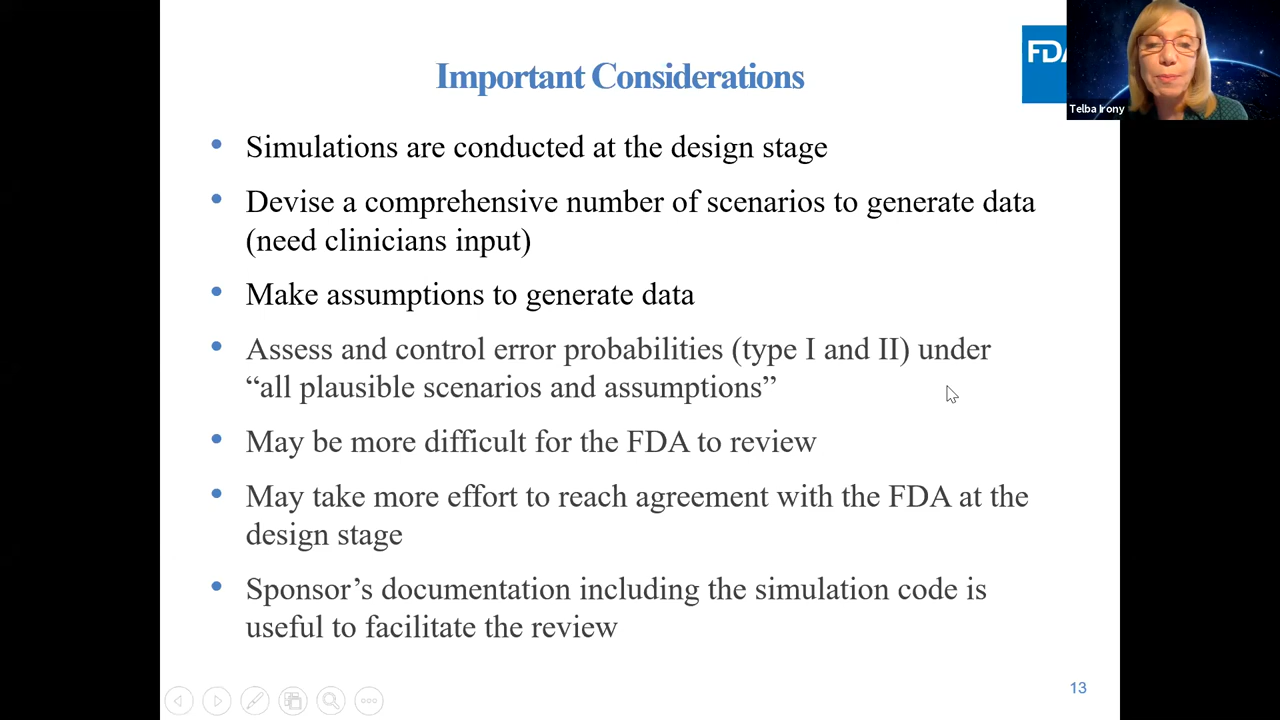 Important Considerations
FDA
Telba Irony
Simulations are conducted at the design stage
Devise a comprehensive number of scenarios to generate data
(need clinicians input)
Make assumptions to generate data
Assess and control error probabilities (type I and II) under
“all plausible scenarios and assumptions”
May be more difficult for the FDA to review
May take more effort to reach agreement with the FDA at the
design stage
Sponsor’s documentation including the simulation code is
useful to facilitate the review
13